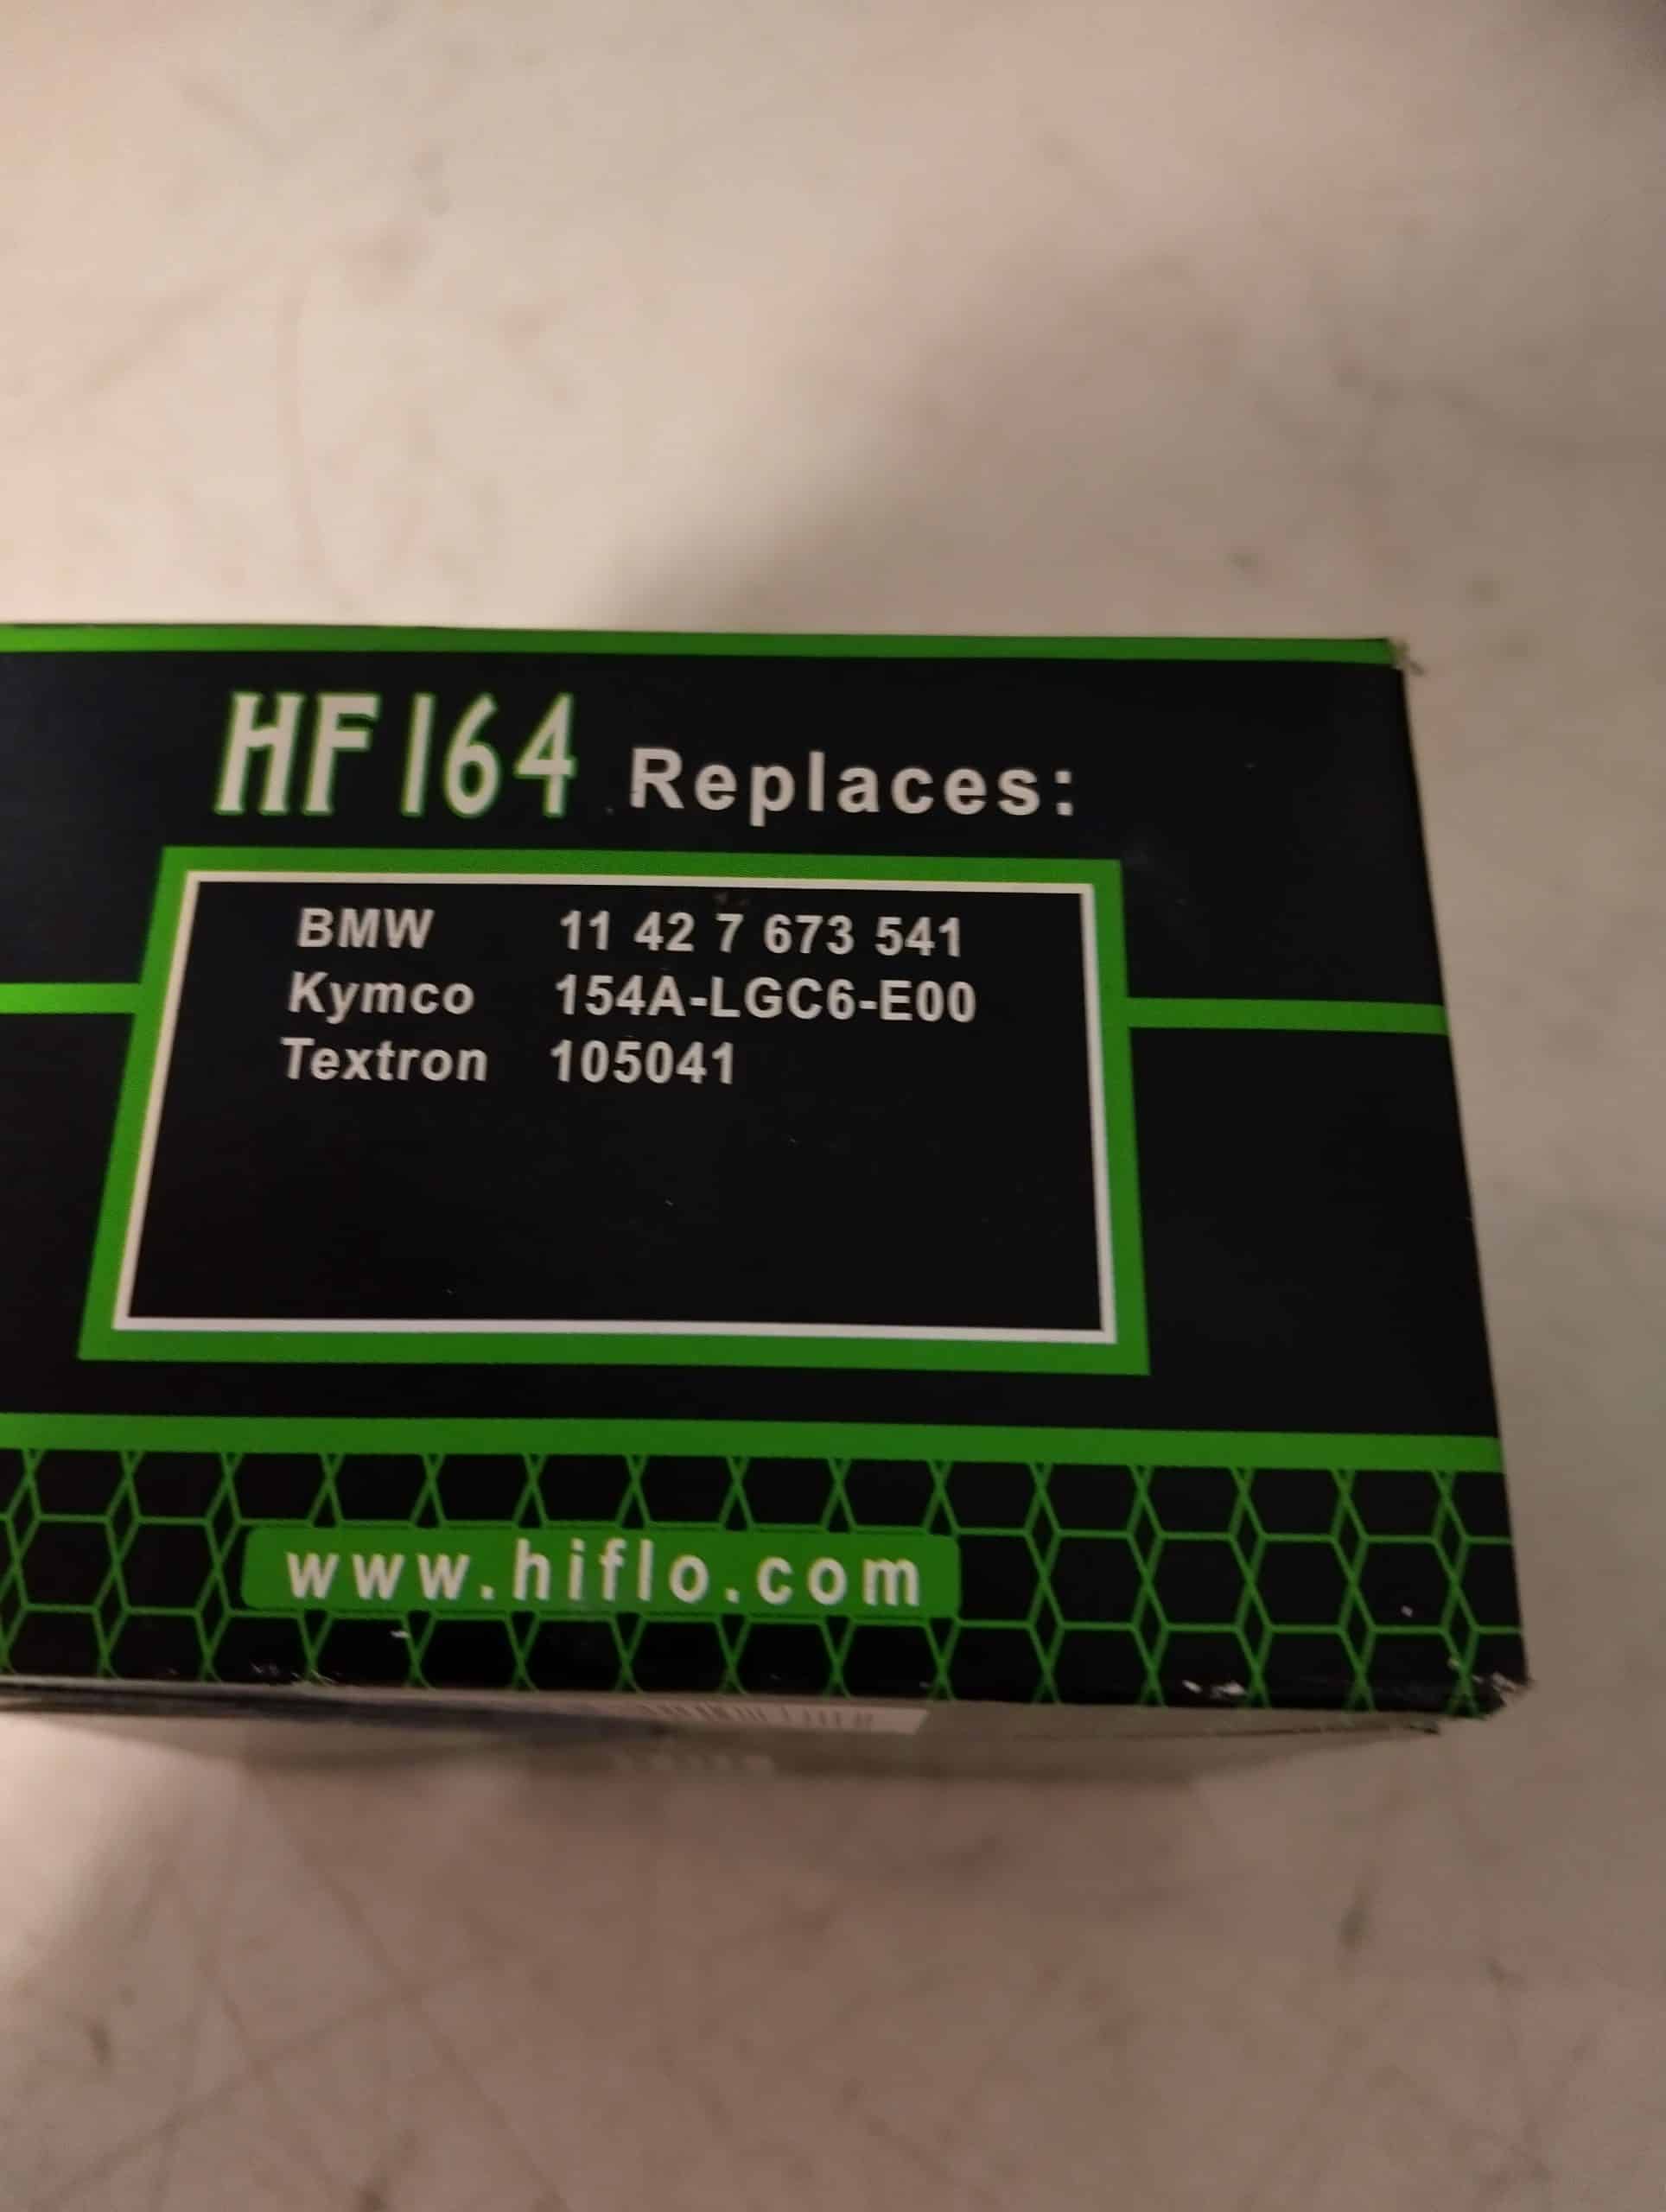 HF164 Replaces:
BMW 11 42 7 673 541
Kymco 154A-LGC6-E00
Textron 105041
www.hiflo.com